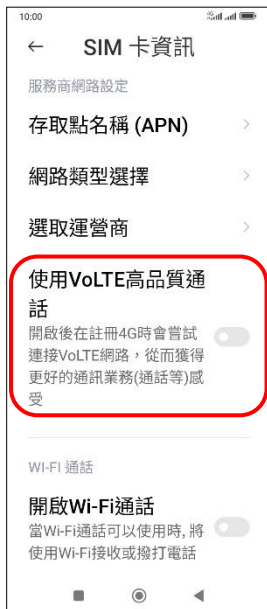 10:00
← SIM 卡資訊
服務商網路設定
存取點名稱 (APN)
網路類型選擇
選取運營商
使用VoLTE高品質通
話
開啟後在註冊4G時會嘗試
連接VoLTE網路，從而獲得
更好的通訊業務(通話等)感
受
WI-FI 通話
開啟Wi-Fi通話
當Wi-Fi通話可以使用時, 將
使用Wi-Fi接收或撥打電話